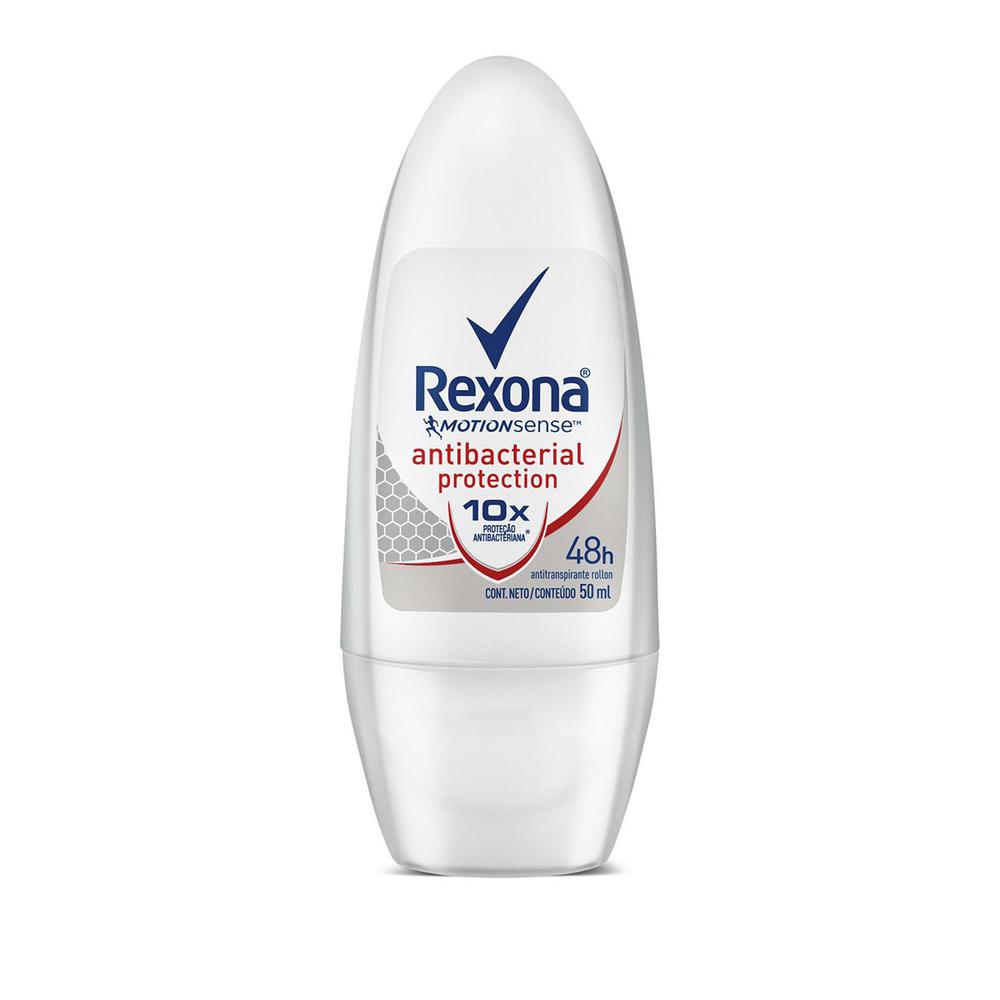 Rexona®
MOTIONsense™
antibacterial
protection
10x
PROTEÇÃO
ANTIBACTERIANA*
48h
antitranspirante rollon
CONT. NETO/CONTEÚDO 50 ml